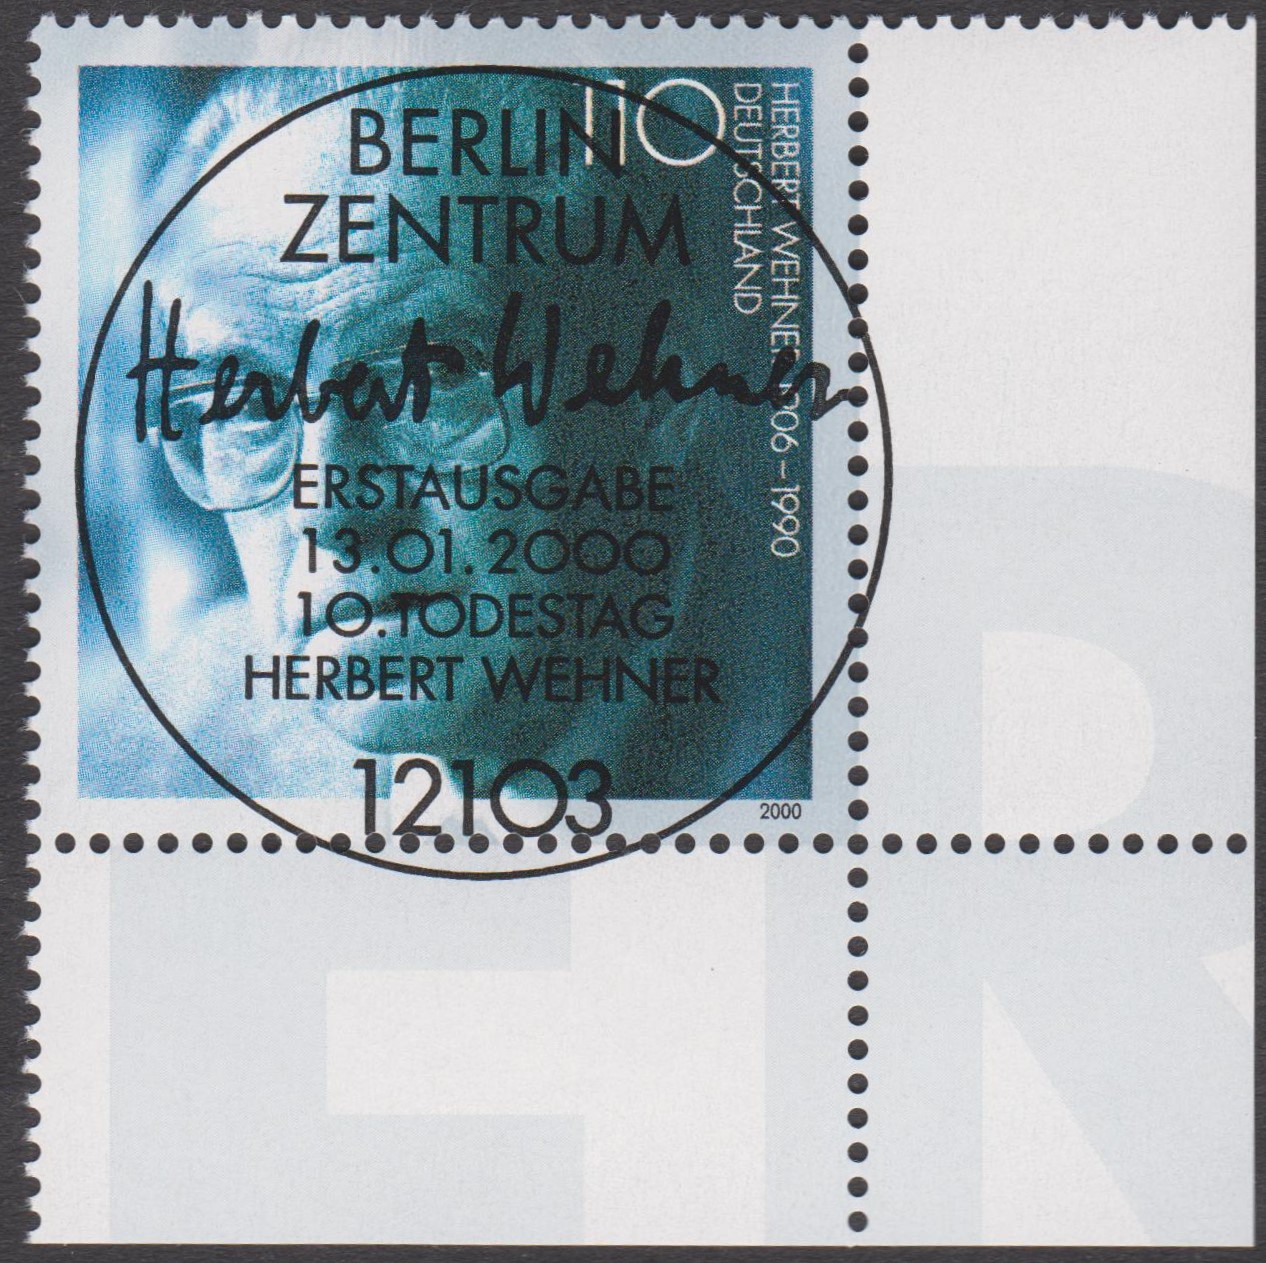 110
HERBERT WEHNER 1906–1990
DEUTSCHLAND
BERLIN
ZENTRUM
Herbert Wehner
ERSTAUSGABE
13.01.2000
10.TODESTAG
HERBERT WEHNER
12103
2000
ER